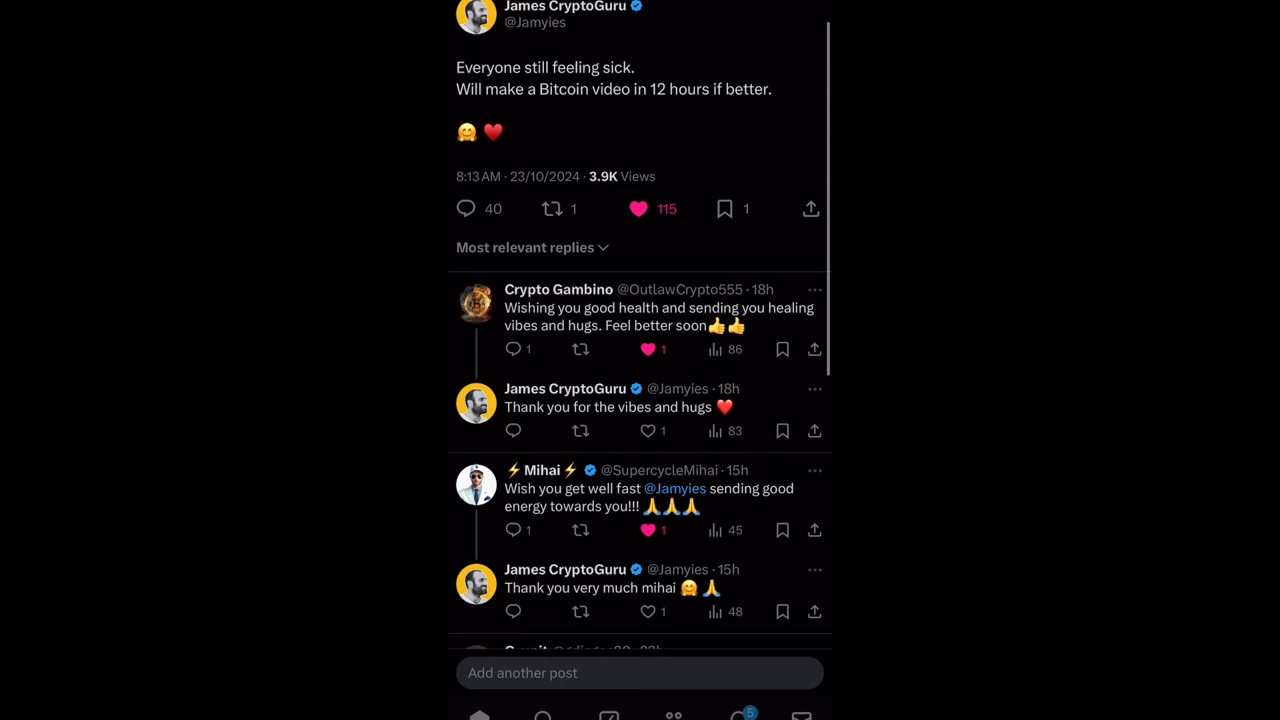 James CryptoGuru
@Jamyies
Everyone still feeling sick.
Will make a Bitcoin video in 12 hours if better.
🤗 ❤️
8:13 AM · 23/10/2024 · 3.9K Views
40 1 115 1
Most relevant replies
Crypto Gambino @OutlawCrypto555 · 18h
Wishing you good health and sending you healing
vibes and hugs. Feel better soon👍👍
1 1 86
James CryptoGuru @Jamyies · 18h
Thank you for the vibes and hugs ❤️
1 83
⚡Mihai⚡ @SupercycleMihai · 15h
Wish you get well fast @Jamyies sending good
energy towards you!!! 🙏🙏🙏
1 1 45
James CryptoGuru @Jamyies · 15h
Thank you very much mihai 🤗 🙏
1 48
Add another post
5